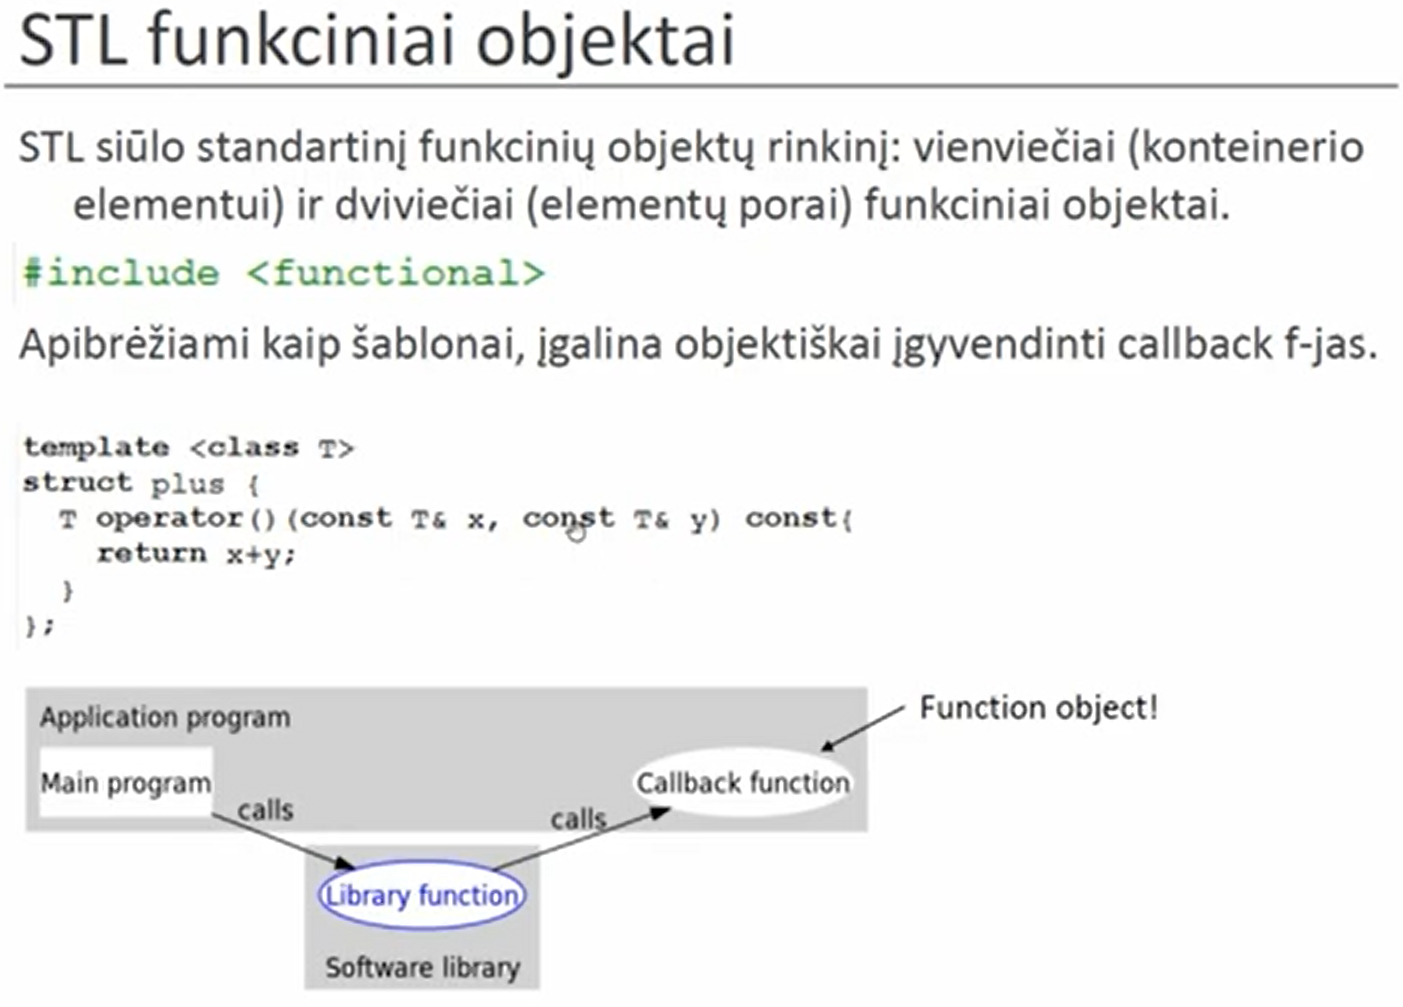 STL funkciniai objektai
STL siūlo standartinį funkcinių objektų rinkinį: vienviečiai (konteinerio
elementui) ir dviviečiai (elementų porai) funkciniai objektai.
#include <functional>
Apibrėžiami kaip šablonai, įgalina objektiškai įgyvendinti callback f-jas.
template <class T>
struct plus {
T operator()(const T& x, const T& y) const{
return x+y;
}
};
Application program
Function object!
Main program
Callback function
calls
calls
Library function
Software library